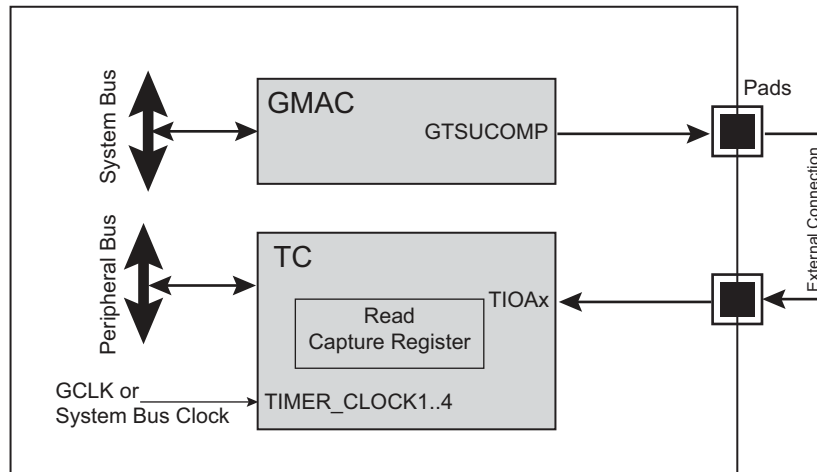 System Bus
GMAC
GTSUCOMP
Pads
External Connection
Peripheral Bus
TC
TIOAx
Read
Capture Register
GCLK or
System Bus Clock
TIMER_CLOCK1..4